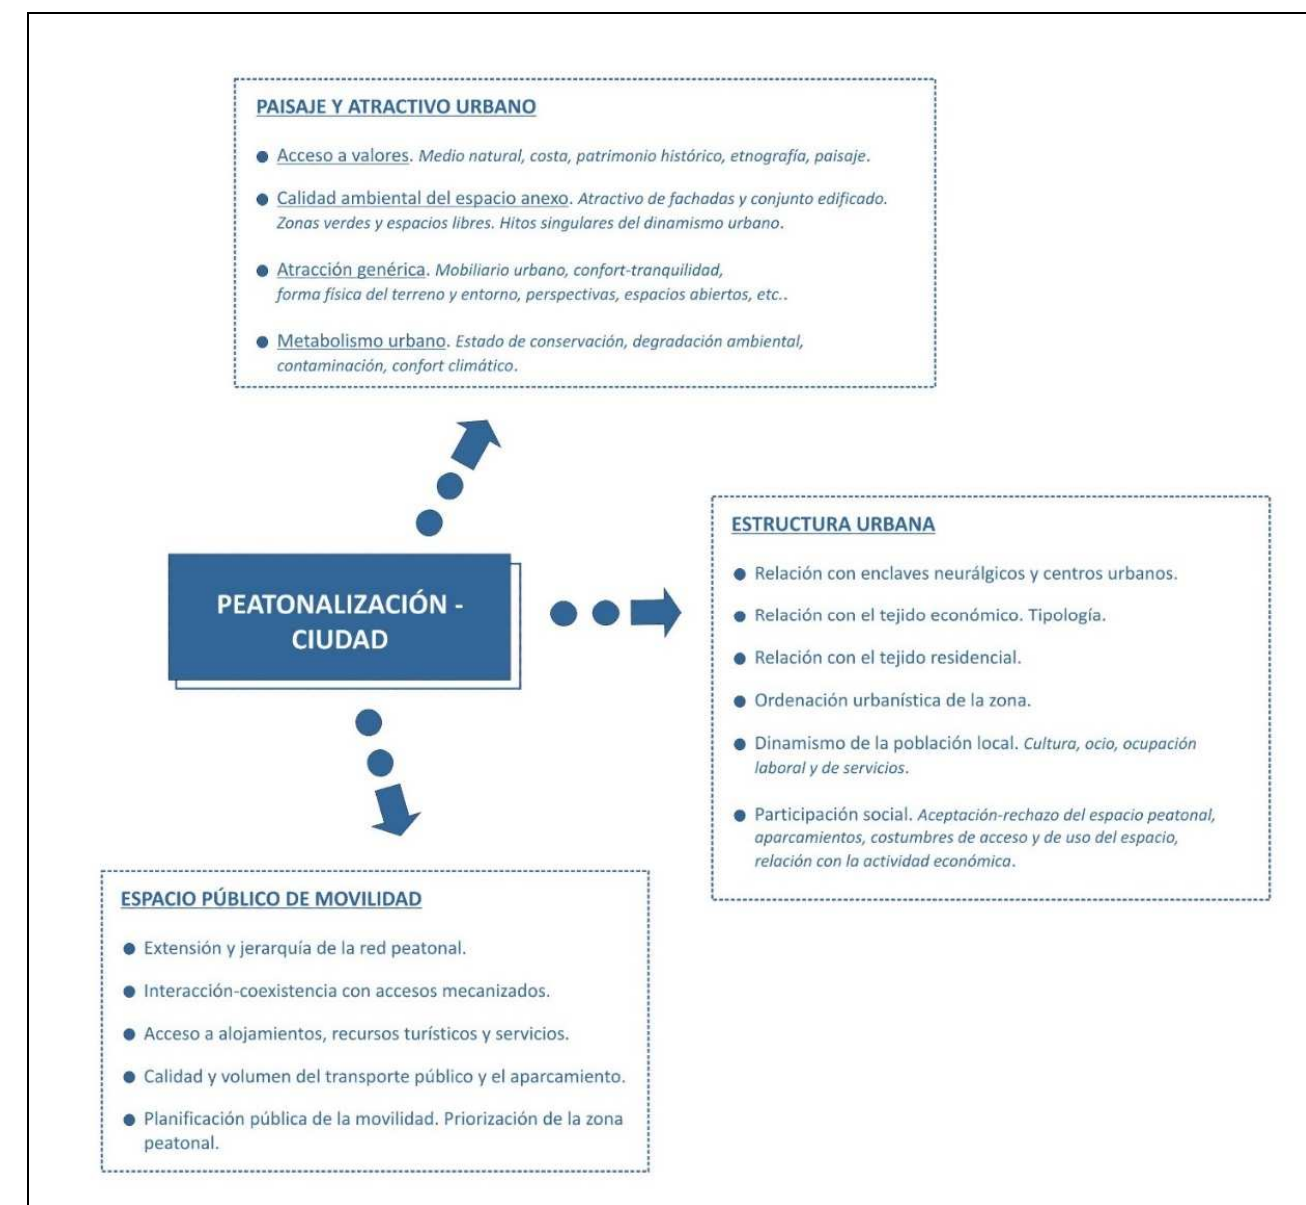 PAISAJE Y ATRACTIVO URBANO
Acceso a valores. Medio natural, costa, patrimonio histórico, etnografía, paisaje.
Calidad ambiental del espacio anexo. Atractivo de fachadas y conjunto edificado.
Zonas verdes y espacios libres. Hitos singulares del dinamismo urbano.
Atracción genérica. Mobiliario urbano, confort-tranquilidad,
forma física del terreno y entorno, perspectivas, espacios abiertos, etc..
Metabolismo urbano. Estado de conservación, degradación ambiental,
contaminación, confort climático.
PEATONALIZACIÓN -
CIUDAD
ESTRUCTURA URBANA
Relación con enclaves neurálgicos y centros urbanos.
Relación con el tejido económico. Tipología.
Relación con el tejido residencial.
Ordenación urbanística de la zona.
Dinamismo de la población local. Cultura, ocio, ocupación
laboral y de servicios.
Participación social. Aceptación-rechazo del espacio peatonal,
aparcamientos, costumbres de acceso y de uso del espacio,
relación con la actividad económica.
ESPACIO PÚBLICO DE MOVILIDAD
Extensión y jerarquía de la red peatonal.
Interacción-coexistencia con accesos mecanizados.
Acceso a alojamientos, recursos turísticos y servicios.
Calidad y volumen del transporte público y el aparcamiento.
Planificación pública de la movilidad. Priorización de la zona
peatonal.